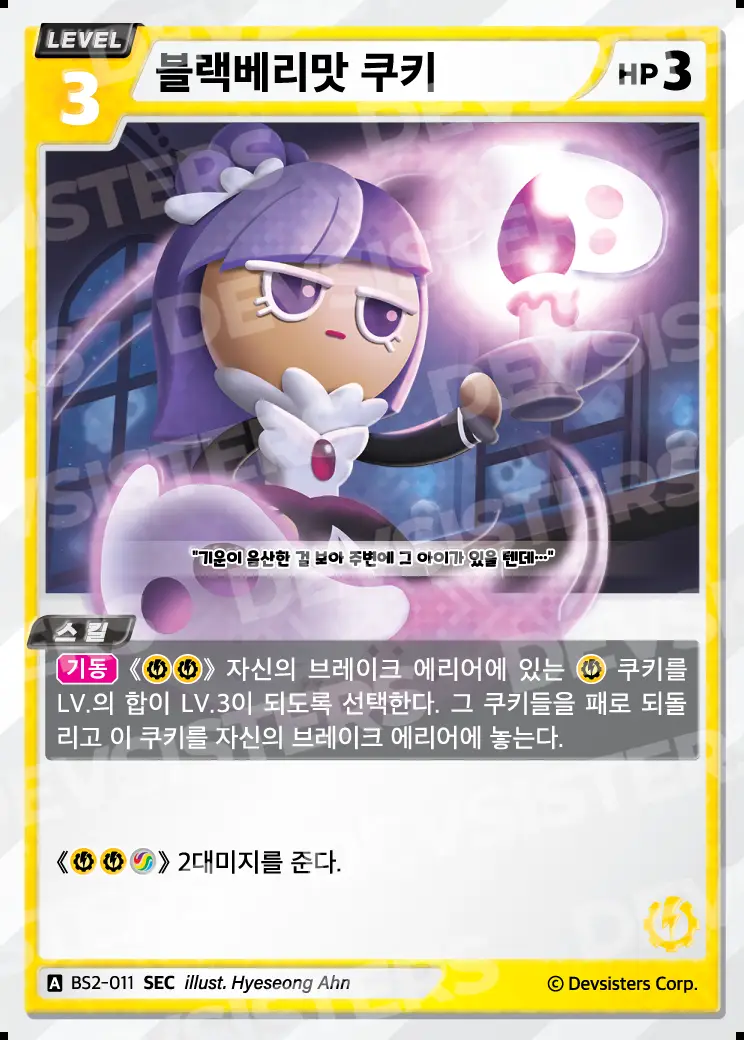 LEVEL
3
블랙베리맛 쿠키
HP 3
"기운이 음산한 걸 보아 주변에 그 아이가 있을 텐데…"
스킬
기동 《》 자신의 브레이크 에리어에 있는 쿠키를
LV.의 합이 LV.3이 되도록 선택한다. 그 쿠키들을 패로 되돌
리고 이 쿠키를 자신의 브레이크 에리어에 놓는다.
《》 2대미지를 준다.
A BS2-011 SEC illust. Hyeseong Ahn
© Devsisters Corp.
DEVSISTERS